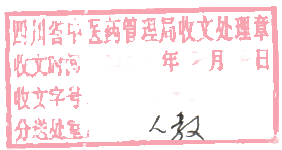 四川省中医药管理局收文处理章
收文时间 年 月 日
收文字号
分送处室 人教